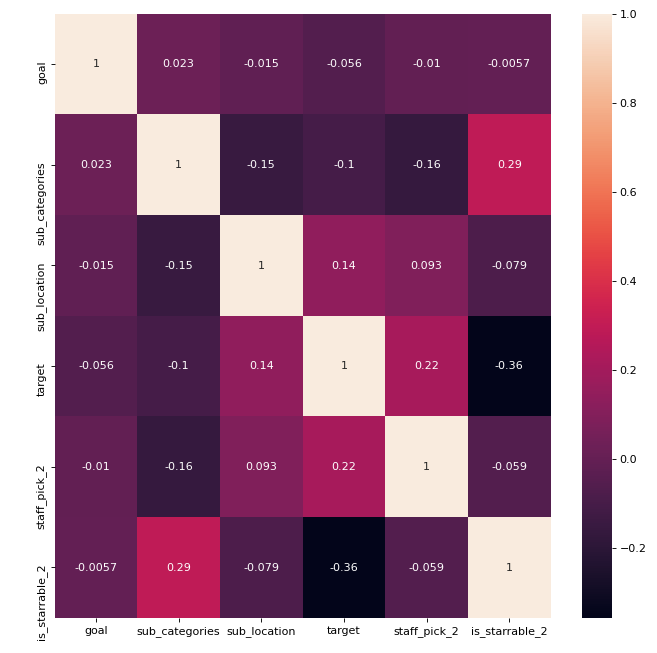 goal 1 0.023 -0.015 -0.056 -0.01 -0.0057
sub_categories 0.023 1 -0.15 -0.1 -0.16 0.29
sub_location -0.015 -0.15 1 0.14 0.093 -0.079
target -0.056 -0.1 0.14 1 0.22 -0.36
staff_pick_2 -0.01 -0.16 0.093 0.22 1 -0.059
is_starrable_2 -0.0057 0.29 -0.079 -0.36 -0.059 1
goal sub_categories sub_location target staff_pick_2 is_starrable_2
1.0
0.8
0.6
0.4
0.2
0.0
−0.2